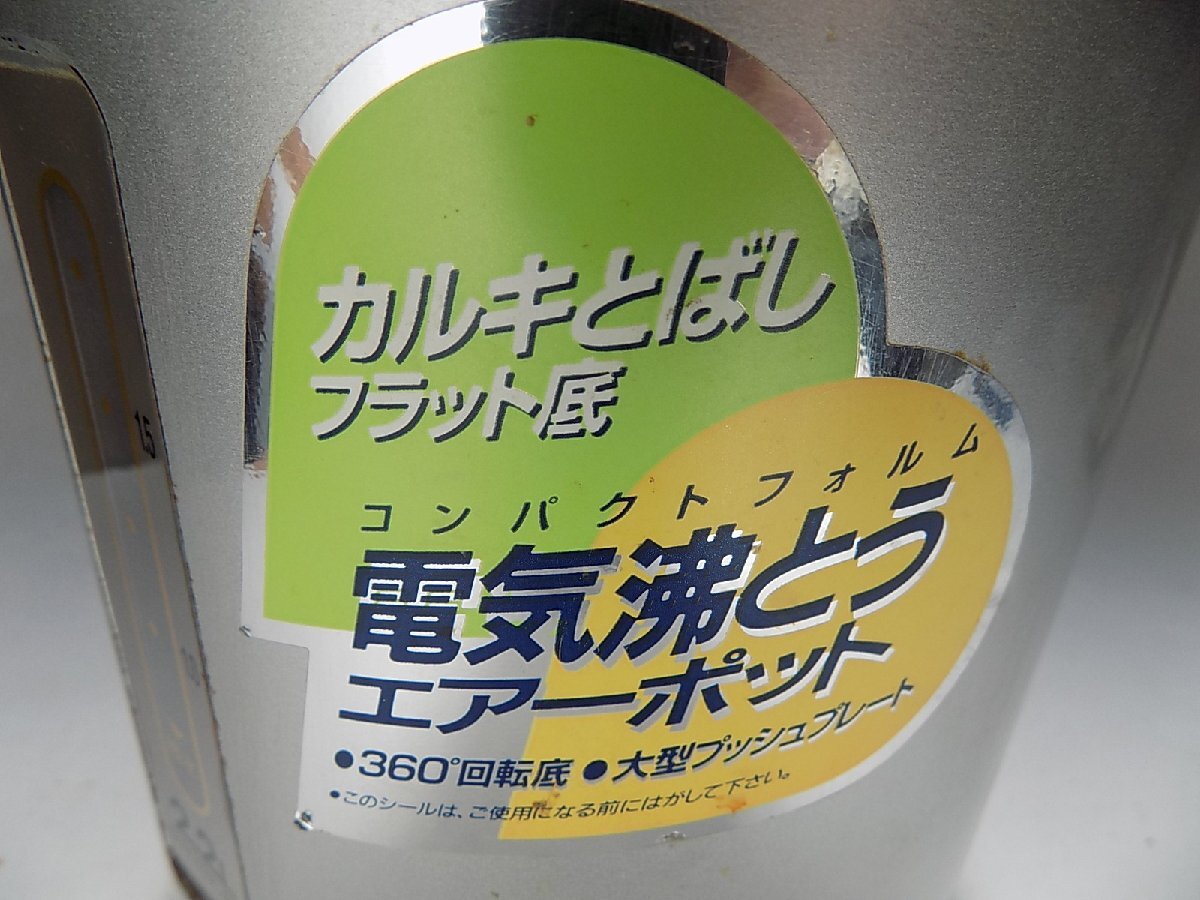 カルキとばし
フラット底
コンパクトフォルム
電気沸とう
エアーポット
●360°回転底 ●大型プッシュプレート
●このシールは、ご使用になる前にはがして下さい。
1.5